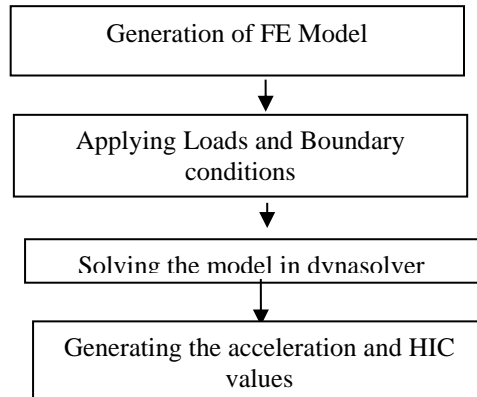 Generation of FE Model
Applying Loads and Boundary
conditions
Solving the model in dynasolver
Generating the acceleration and HIC
values